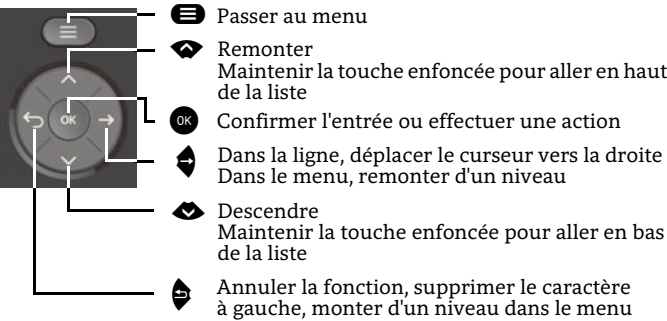 Passer au menu
Remonter
Maintenir la touche enfoncée pour aller en haut
de la liste
OK
OK
Confirmer l'entrée ou effectuer une action
Dans la ligne, déplacer le curseur vers la droite
Dans le menu, remonter d'un niveau
Descendre
Maintenir la touche enfoncée pour aller en bas
de la liste
Annuler la fonction, supprimer le caractère
à gauche, monter d'un niveau dans le menu